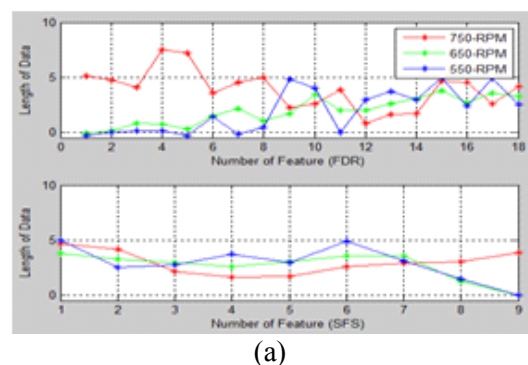 10
5
0
Length of Data
750-RPM
650-RPM
550-RPM
0 2 4 6 8 10 12 14 16 18
Number of Feature (FDR)
10
5
0
Length of Data
1 2 3 4 5 6 7 8 9
Number of Feature (SFS)
(a)